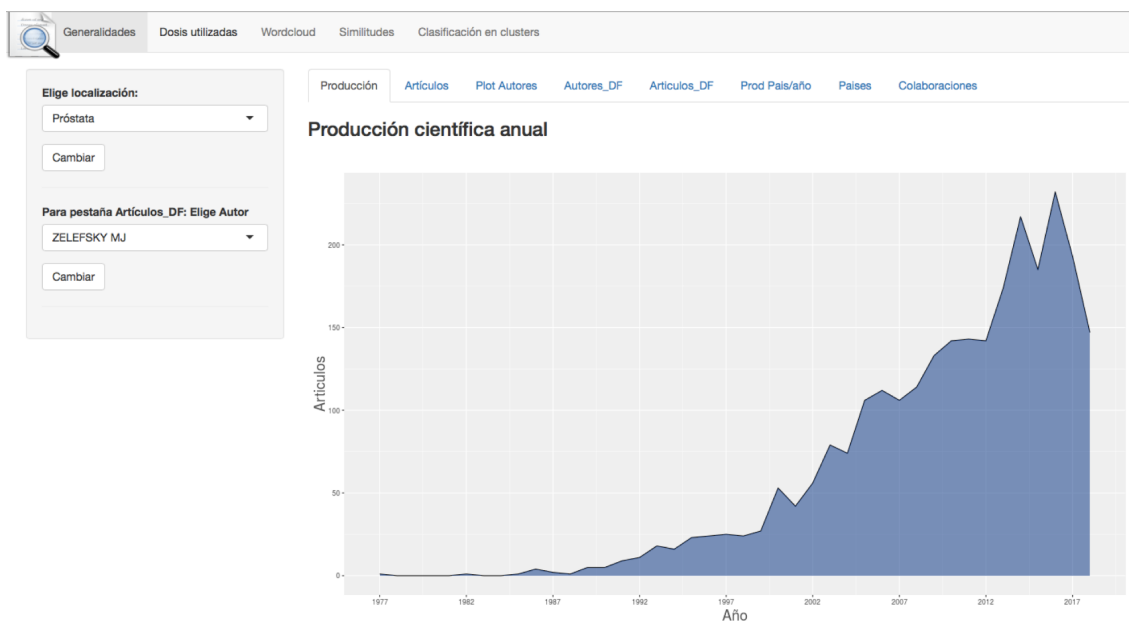 Generalidades Dosis utilizadas Wordcloud Similitudes Clasificación en clusters
Elige localización:
Próstata
Cambiar
Para pestaña Artículos_DF: Elige Autor
ZELEFSKY MJ
Cambiar
Producción Artículos Plot Autores Autores_DF Articulos_DF Prod Pais/año Paises Colaboraciones
Producción científica anual
Articulos
200
150
100
50
0
1977 1982 1987 1992 1997 2002 2007 2012 2017
Año